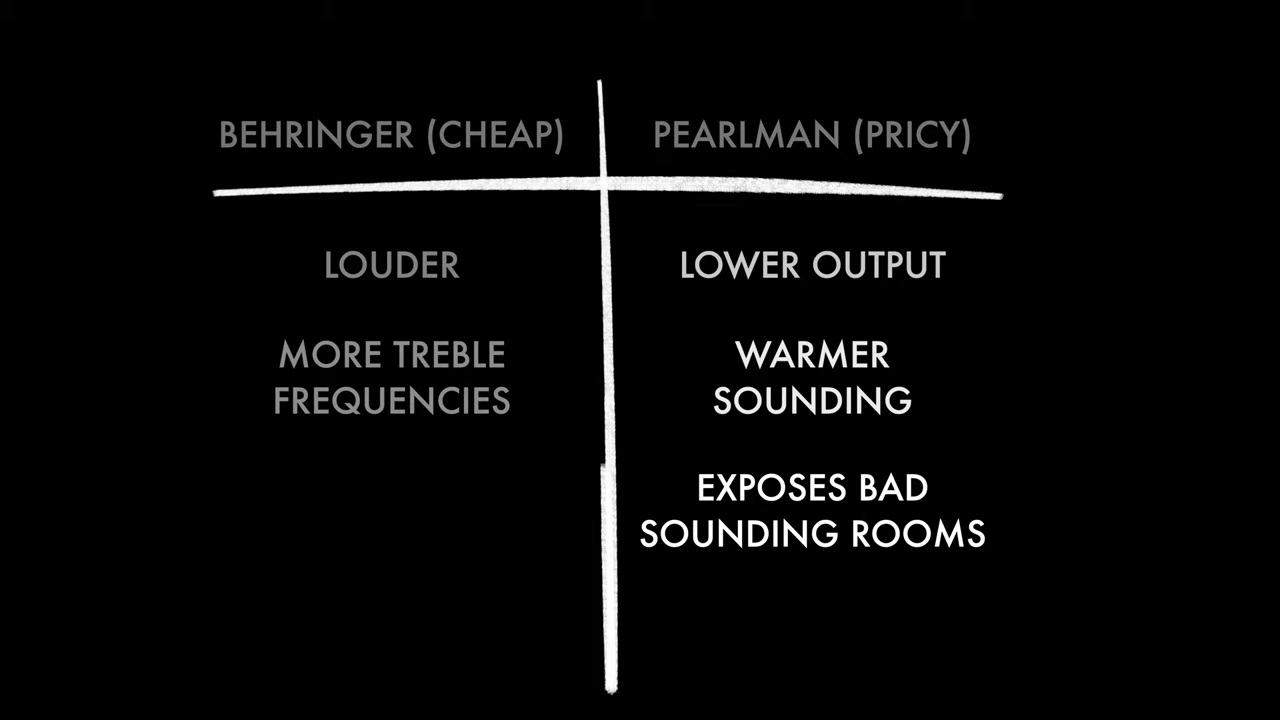 BEHRINGER (CHEAP)
PEARLMAN (PRICY)
LOUDER
LOWER OUTPUT
MORE TREBLE
FREQUENCIES
WARMER
SOUNDING
EXPOSES BAD
SOUNDING ROOMS